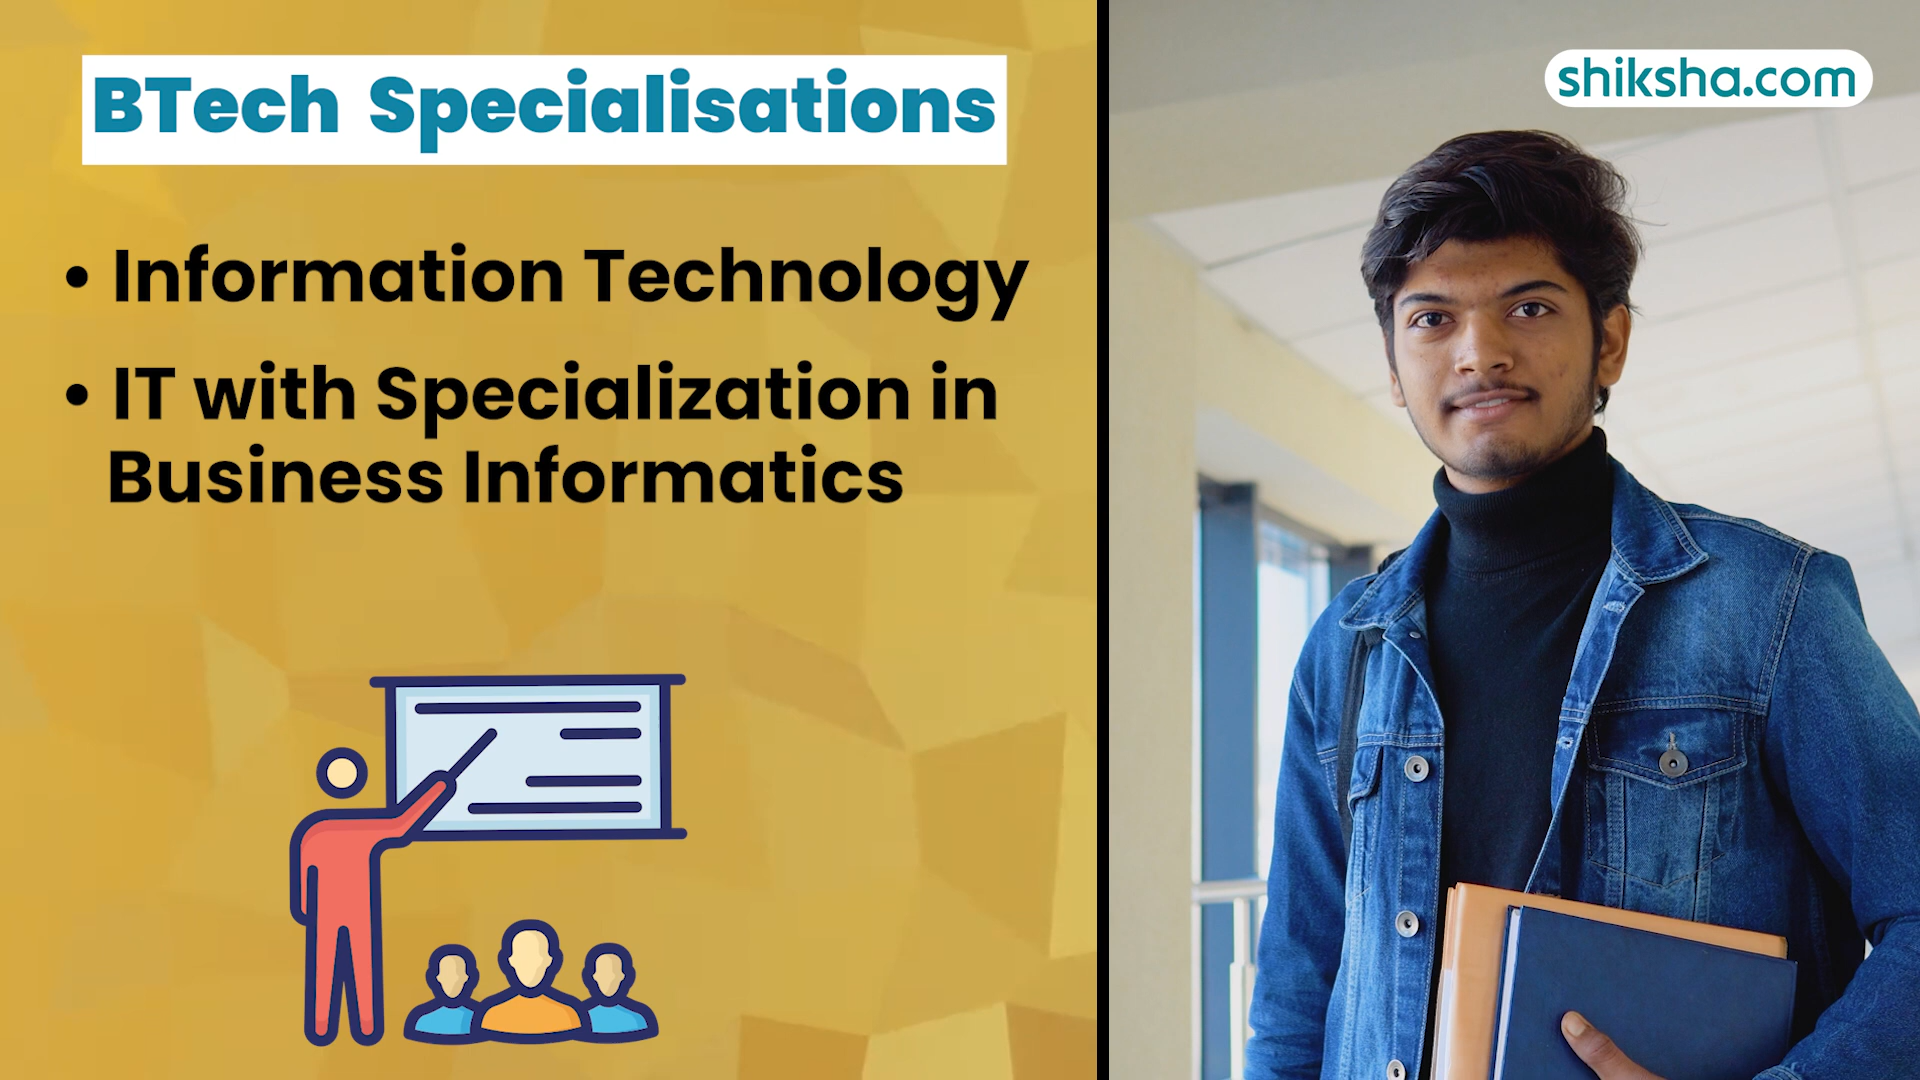 BTech Specialisations
shiksha.com
• Information Technology
• IT with Specialization in
Business Informatics